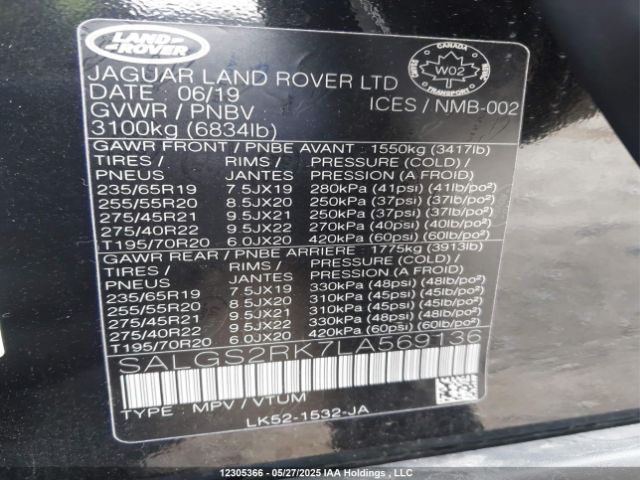 LAND ROVER
CANADA
W02
TRANSPORT
JAGUAR LAND ROVER LTD
DATE 06/19
ICES / NMB-002
GVWR / PNBV
3100kg (6834lb)
GAWR FRONT / PNBE AVANT : 1550kg (3417lb)
TIRES / RIMS / PRESSURE (COLD) /
PNEUS JANTES PRESSION (A FROID)
235/65R19 7.5JX19 280kPa (41psi) (41lb/po²)
255/55R20 8.5JX20 250kPa (37psi) (37lb/po²)
275/45R21 9.5JX21 250kPa (37psi) (37lb/po²)
275/40R22 9.5JX22 270kPa (40psi) (40lb/po²)
T195/70R20 6.0JX20 420kPa (60psi) (60lb/po²)
GAWR REAR / PNBE ARRIERE : 1775kg (3913lb)
TIRES / RIMS / PRESSURE (COLD) /
PNEUS JANTES PRESSION (A FROID)
235/65R19 7.5JX19 330kPa (48psi) (48lb/po²)
255/55R20 8.5JX20 310kPa (45psi) (45lb/po²)
275/45R21 9.5JX21 310kPa (45psi) (45lb/po²)
275/40R22 9.5JX22 330kPa (48psi) (48lb/po²)
T195/70R20 6.0JX20 420kPa (60psi) (60lb/po²)
SALGS2RK7LA569136
TYPE : MPV / VTUM
LK52-1532-JA
12305366 - 05/27/2025 IAA Holdings , LLC